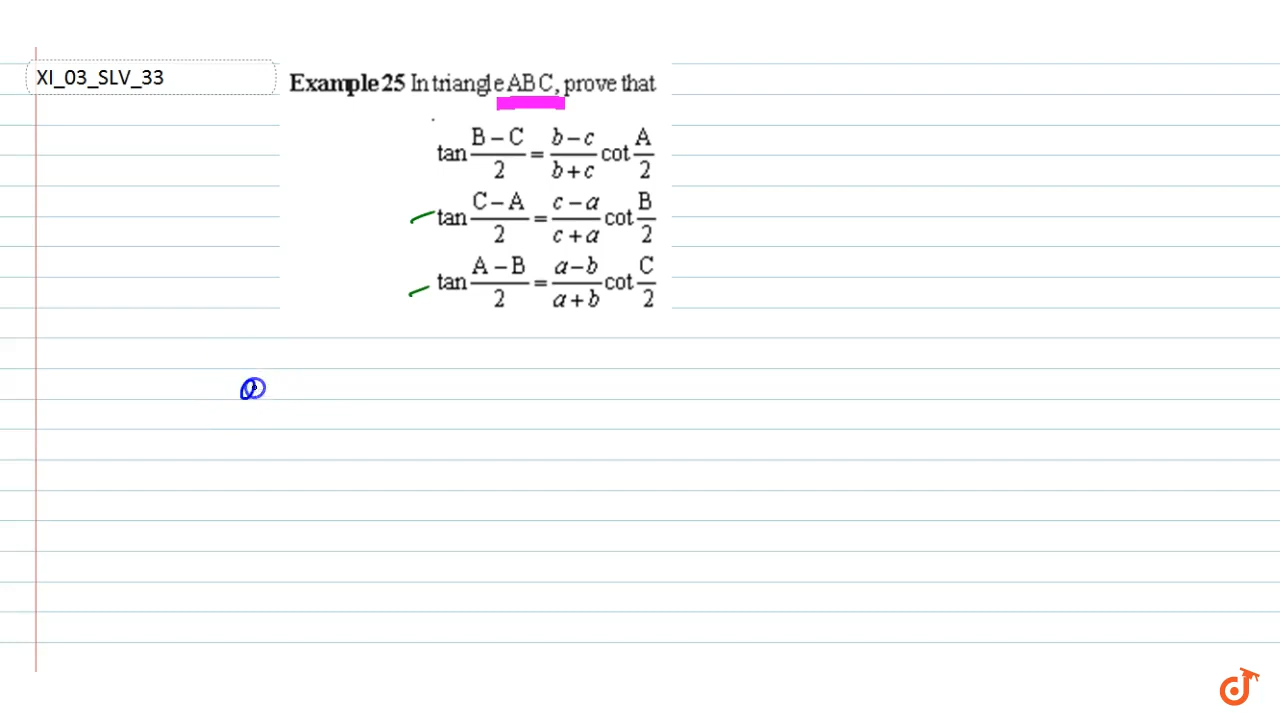 XI_03_SLV_33
Example 25 In triangle ABC, prove that
tan (B – C)/2 = (b – c)/(b + c) cot A/2
tan (C – A)/2 = (c – a)/(c + a) cot B/2
tan (A – B)/2 = (a – b)/(a + b) cot C/2